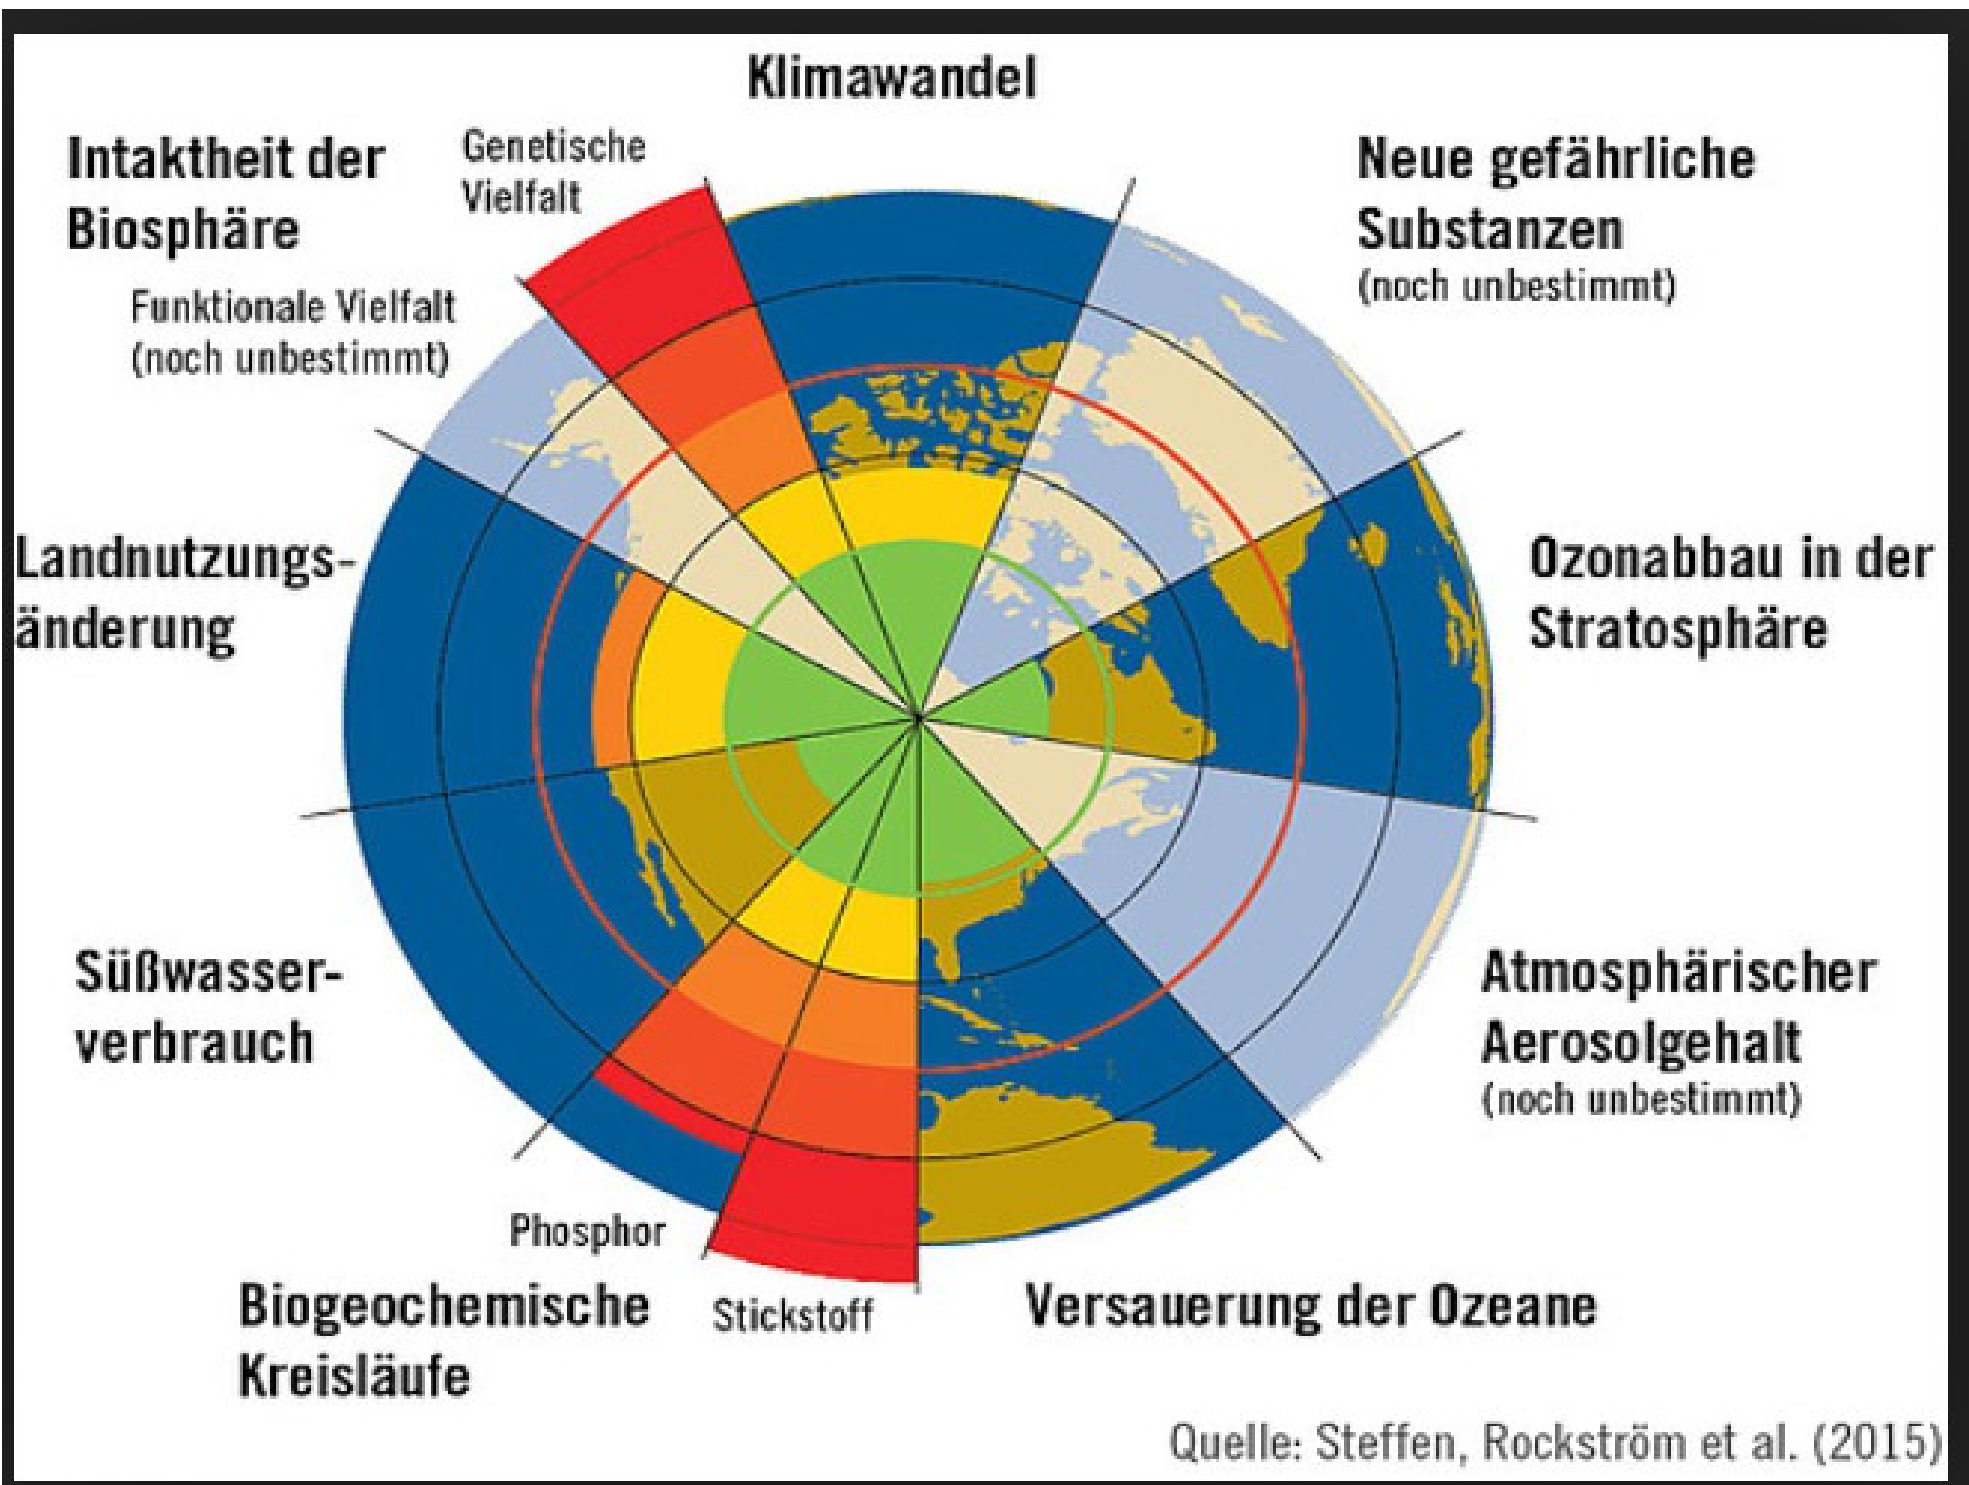 Klimawandel
Genetische
Vielfalt
Intaktheit der
Biosphäre
Funktionale Vielfalt
(noch unbestimmt)
Neue gefährliche
Substanzen
(noch unbestimmt)
Landnutzungs-
änderung
Ozonabbau in der
Stratosphäre
Süßwasser-
verbrauch
Atmosphärischer
Aerosolgehalt
(noch unbestimmt)
Phosphor
Biogeochemische
Kreisläufe
Stickstoff
Versauerung der Ozeane
Quelle: Steffen, Rockström et al. (2015)